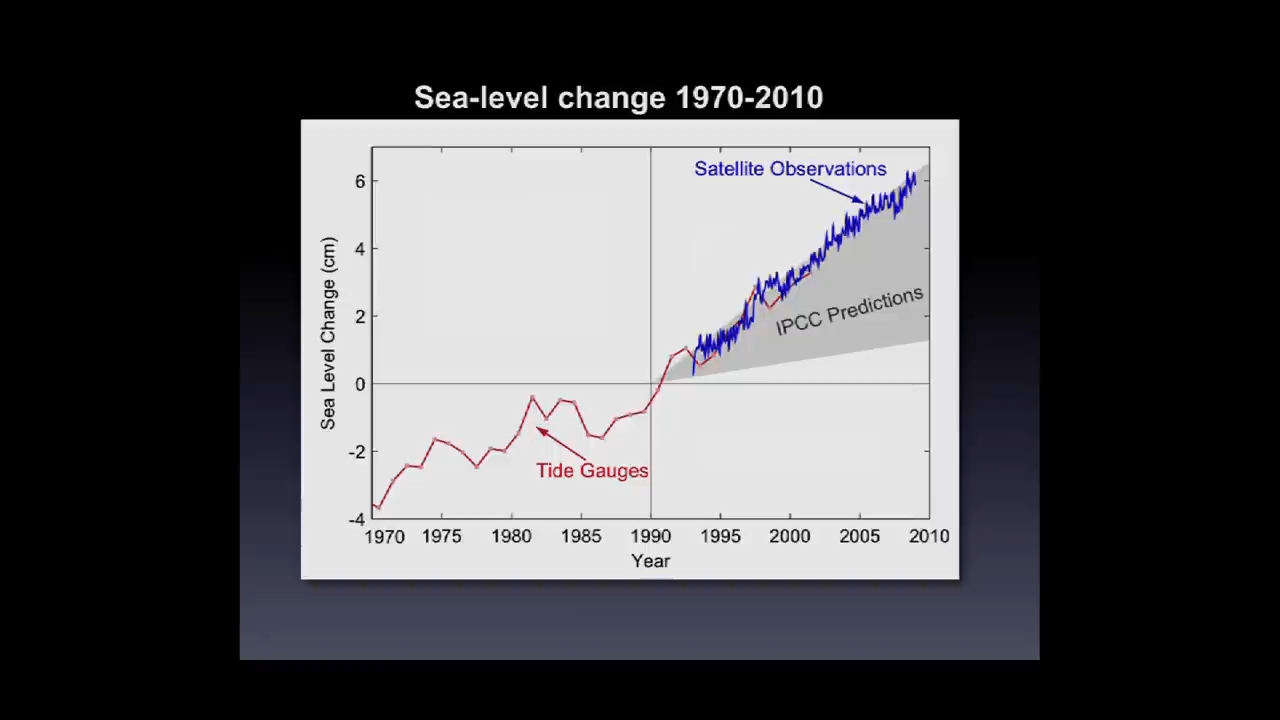 Sea-level change 1970-2010
Satellite Observations
6
4
2
0
-2
-4
Sea Level Change (cm)
IPCC Predictions
Tide Gauges
1970 1975 1980 1985 1990 1995 2000 2005 2010
Year